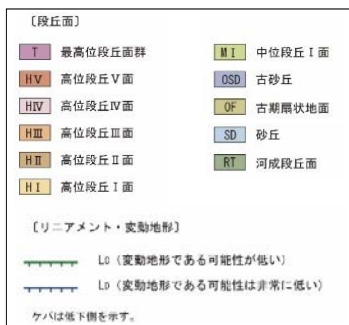 〔段丘面〕
T 最高位段丘面群
HⅤ 高位段丘Ⅴ面
HⅣ 高位段丘Ⅳ面
HⅢ 高位段丘Ⅲ面
HⅡ 高位段丘Ⅱ面
HⅠ 高位段丘Ⅰ面
MⅠ 中位段丘Ⅰ面
OSD 古砂丘
OF 古期扇状地面
SD 砂丘
RT 河成段丘面
〔リニアメント・変動地形〕
LD (変動地形である可能性が低い)
LD (変動地形である可能性は非常に低い)
ケバは低下側を示す。